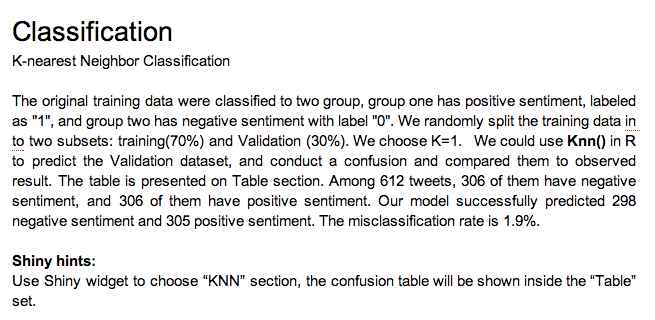 Classification
K-nearest Neighbor Classification
The original training data were classified to two group, group one has positive sentiment, labeled
as "1", and group two has negative sentiment with label "0". We randomly split the training data in
to two subsets: training(70%) and Validation (30%). We choose K=1. We could use Knn() in R
to predict the Validation dataset, and conduct a confusion and compared them to observed
result. The table is presented on Table section. Among 612 tweets, 306 of them have negative
sentiment, and 306 of them have positive sentiment. Our model successfully predicted 298
negative sentiment and 305 positive sentiment. The misclassification rate is 1.9%.
Shiny hints:
Use Shiny widget to choose “KNN” section, the confusion table will be shown inside the “Table”
set.